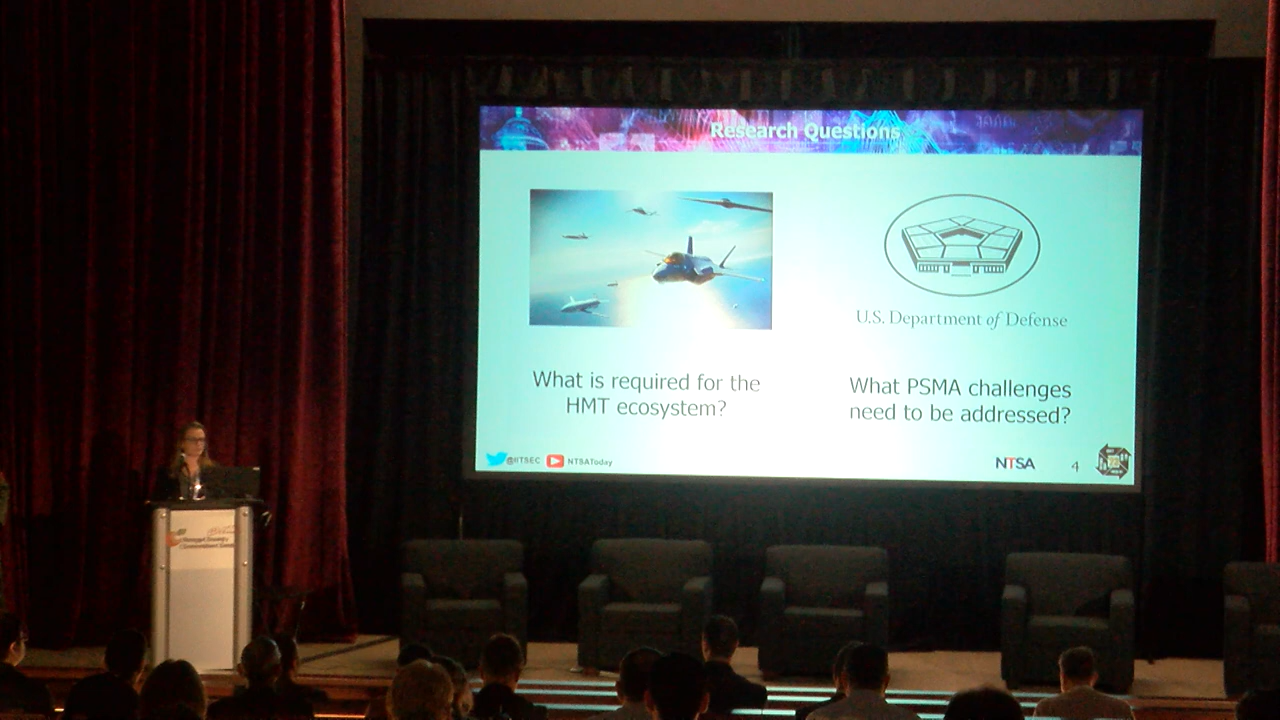 Research Questions
U.S. Department of Defense
What is required for the
HMT ecosystem?
What PSMA challenges
need to be addressed?
@IITSEC
NTSAToday
NTSA
4